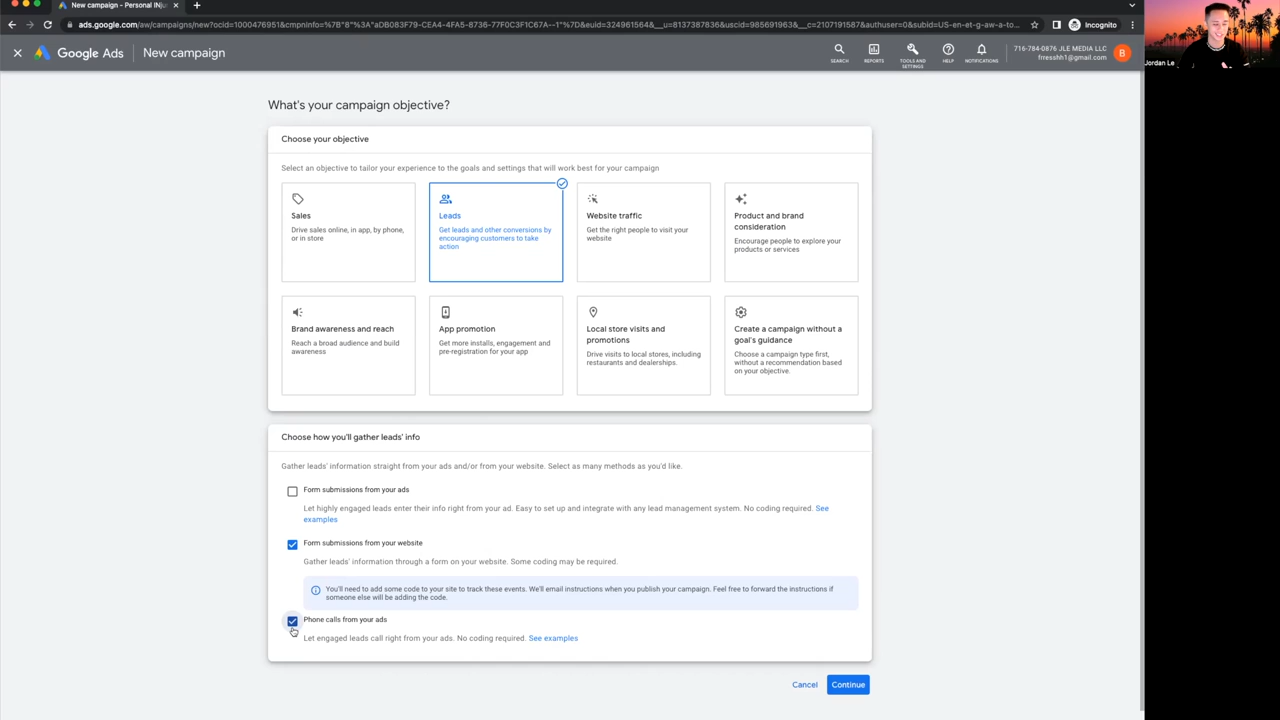 New campaign - Personal Inju
ads.google.com/aw/campaigns/new?ocid=1000476951&cmpnInfo=%7B"8"%3A"aDB083F79-CEA4-4FA5-8736-77F0C3F1C67A--1"%7D&euid=324961564&__u=8137387836&uscid=985691963&__c=2107191587&authuser=0&subid=US-en-et-g-aw-a-to...
Incognito
Google Ads
New campaign
SEARCH
REPORTS
TOOLS AND
SETTINGS
HELP
NOTIFICATIONS
716-784-0876 JLE MEDIA LLC
frresshh1@gmail.com
B
Jordan Le
What's your campaign objective?
Choose your objective
Select an objective to tailor your experience to the goals and settings that will work best for your campaign
Sales
Drive sales online, in app, by phone,
or in store
Leads
Get leads and other conversions by
encouraging customers to take
action
Website traffic
Get the right people to visit your
website
Product and brand
consideration
Encourage people to explore your
products or services
Brand awareness and reach
Reach a broad audience and build
awareness
App promotion
Get more installs, engagement and
pre-registration for your app
Local store visits and
promotions
Drive visits to local stores, including
restaurants and dealerships.
Create a campaign without a
goal's guidance
Choose a campaign type first,
without a recommendation based
on your objective.
Choose how you'll gather leads' info
Gather leads' information straight from your ads and/or from your website. Select as many methods as you'd like.
Form submissions from your ads
Let highly engaged leads enter their info right from your ad. Easy to set up and integrate with any lead management system. No coding required. See
examples
Form submissions from your website
Gather leads' information through a form on your website. Some coding may be required.
You'll need to add some code to your site to track these events. We'll email instructions when you publish your campaign. Feel free to forward the instructions if
someone else will be adding the code.
Phone calls from your ads
Let engaged leads call right from your ads. No coding required. See examples
Cancel
Continue